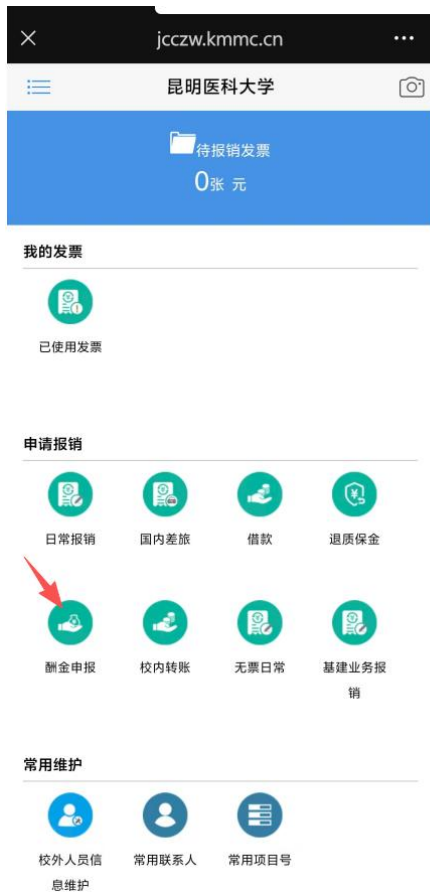 jcczw.kmmc.cn
昆明医科大学
待报销发票
0张 元
我的发票
已使用发票
申请报销
日常报销
国内差旅
借款
退质保金
酬金申报
校内转账
无票日常
基建业务报
销
常用维护
校外人员信
息维护
常用联系人
常用项目号